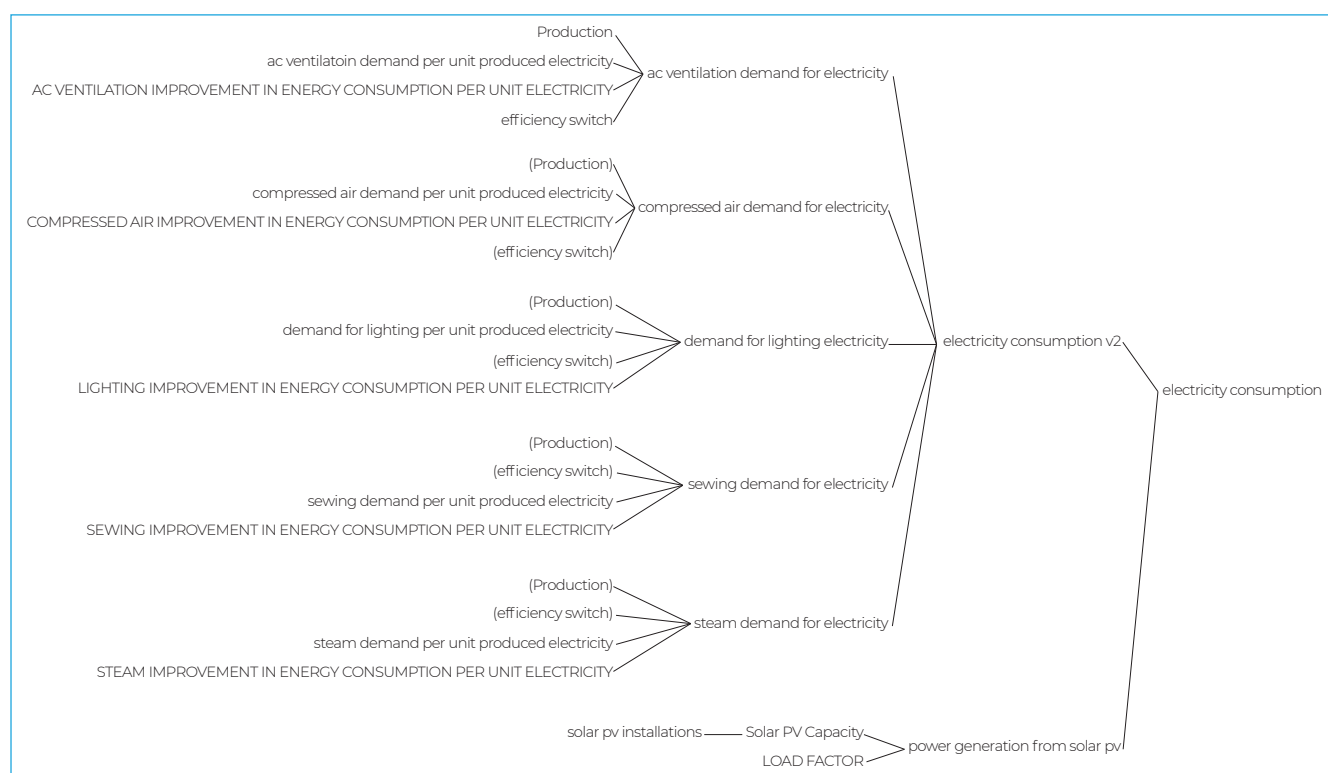 Production
ac ventilatoin demand per unit produced electricity
AC VENTILATION IMPROVEMENT IN ENERGY CONSUMPTION PER UNIT ELECTRICITY
efficiency switch
ac ventilation demand for electricity
(Production)
compressed air demand per unit produced electricity
COMPRESSED AIR IMPROVEMENT IN ENERGY CONSUMPTION PER UNIT ELECTRICITY
(efficiency switch)
compressed air demand for electricity
(Production)
demand for lighting per unit produced electricity
(efficiency switch)
LIGHTING IMPROVEMENT IN ENERGY CONSUMPTION PER UNIT ELECTRICITY
demand for lighting electricity
(Production)
(efficiency switch)
sewing demand per unit produced electricity
SEWING IMPROVEMENT IN ENERGY CONSUMPTION PER UNIT ELECTRICITY
sewing demand for electricity
(Production)
(efficiency switch)
steam demand per unit produced electricity
STEAM IMPROVEMENT IN ENERGY CONSUMPTION PER UNIT ELECTRICITY
steam demand for electricity
electricity consumption v2
solar pv installations
Solar PV Capacity
LOAD FACTOR
power generation from solar pv
electricity consumption